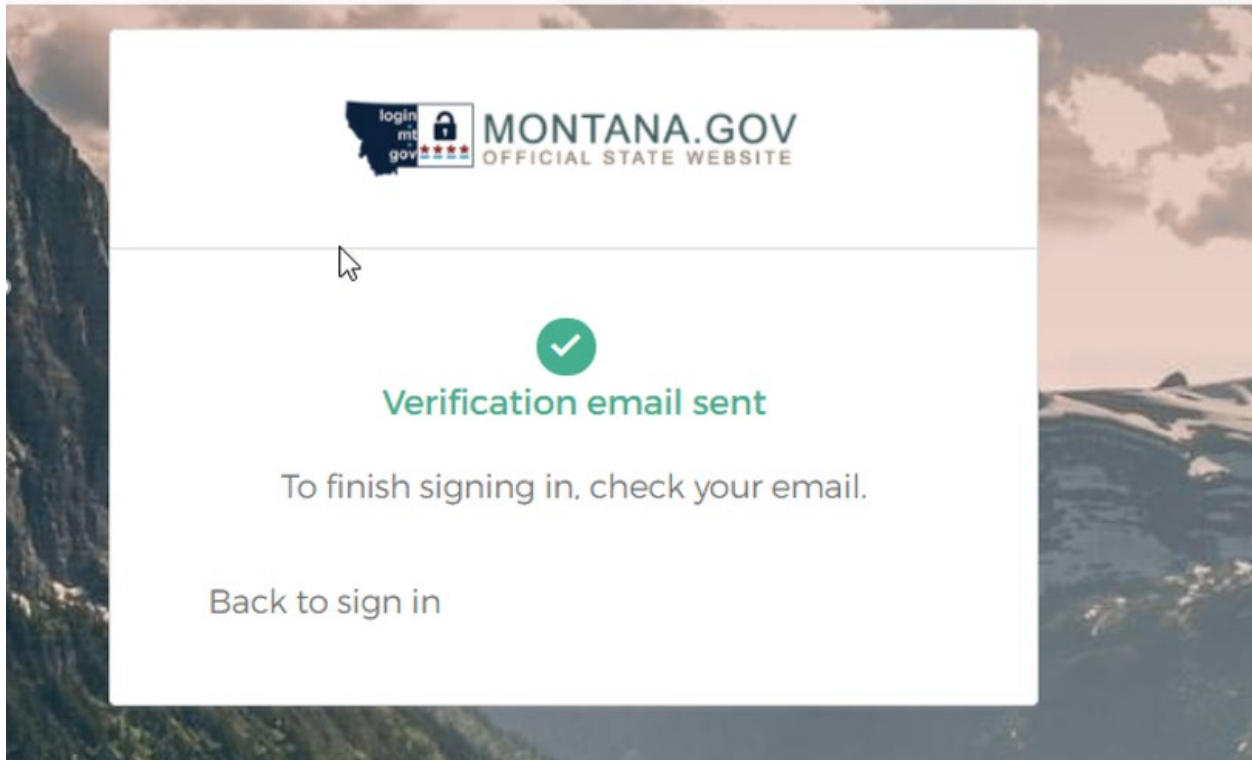 login
mt
gov
MONTANA.GOV
OFFICIAL STATE WEBSITE
Verification email sent
To finish signing in, check your email.
Back to sign in